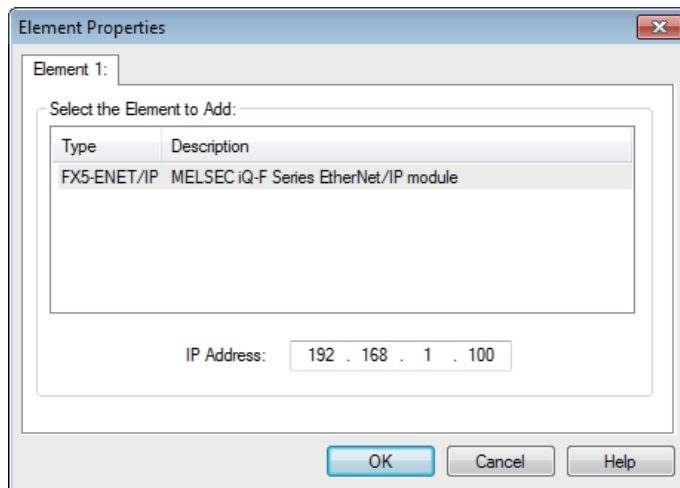 Element Properties
Element 1:
Select the Element to Add:
Type Description
FX5-ENET/IP MELSEC iQ-F Series EtherNet/IP module
IP Address: 192 . 168 . 1 . 100
OK Cancel Help